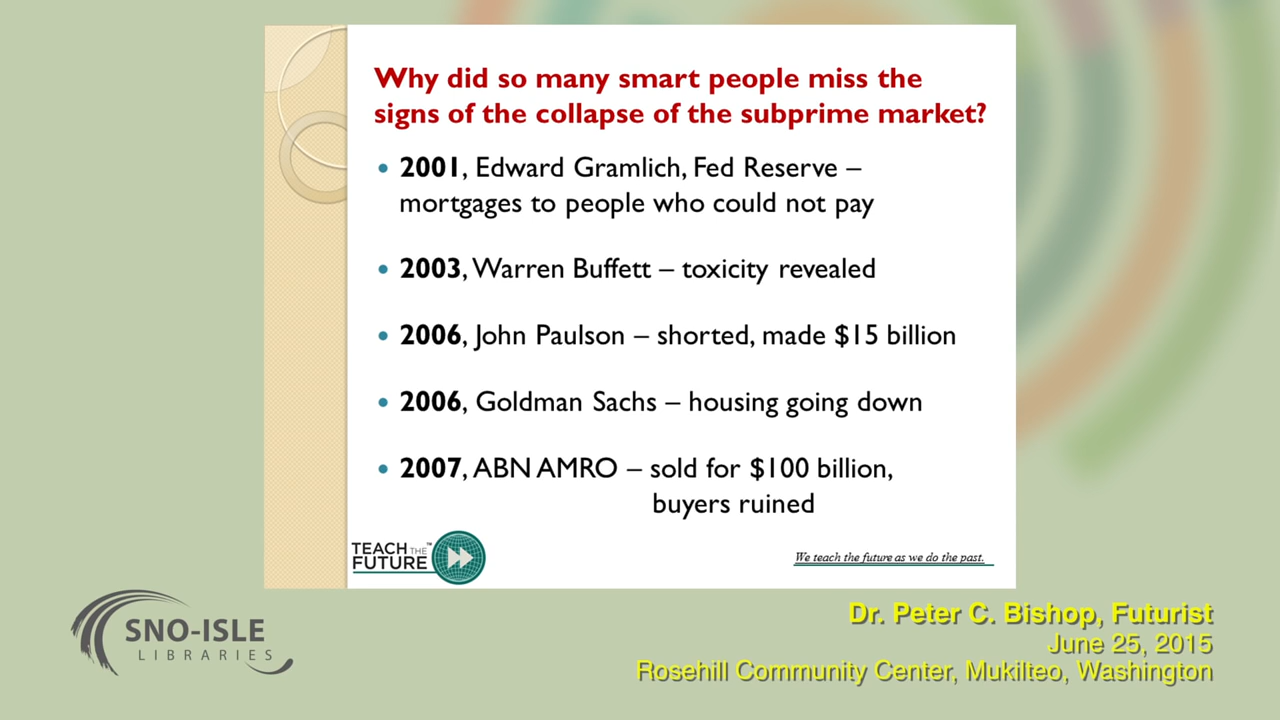 Why did so many smart people miss the
signs of the collapse of the subprime market?
• 2001, Edward Gramlich, Fed Reserve –
mortgages to people who could not pay
• 2003, Warren Buffett – toxicity revealed
• 2006, John Paulson – shorted, made $15 billion
• 2006, Goldman Sachs – housing going down
• 2007, ABN AMRO – sold for $100 billion,
buyers ruined
TEACH THE
FUTURE™
We teach the future as we do the past.
SNO-ISLE
LIBRARIES
Dr. Peter C. Bishop, Futurist
June 25, 2015
Rosehill Community Center, Mukilteo, Washington